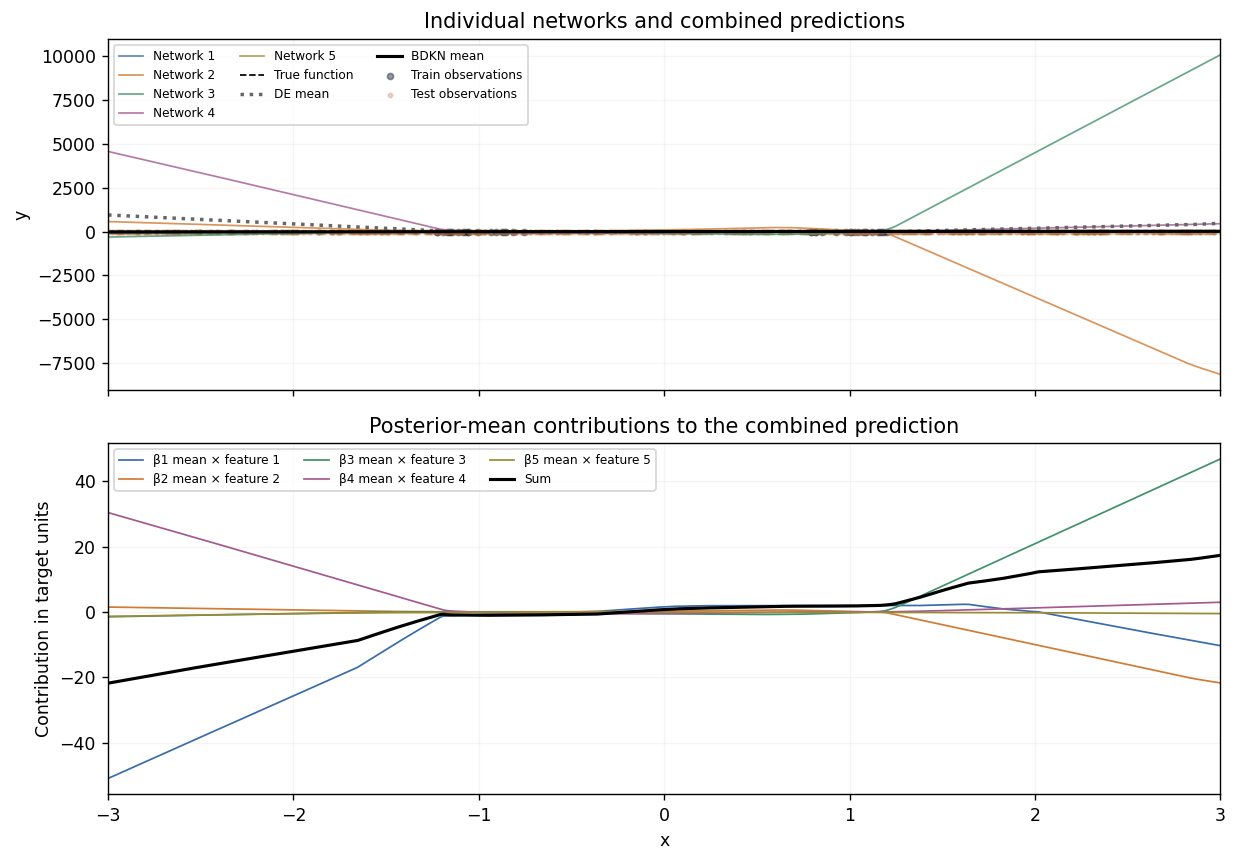 Individual networks and combined predictions
Network 1
Network 2
Network 3
Network 4
Network 5
True function
DE mean
BDKN mean
Train observations
Test observations
10000
7500
5000
2500
0
−2500
−5000
−7500
y
Posterior-mean contributions to the combined prediction
β1 mean × feature 1
β2 mean × feature 2
β3 mean × feature 3
β4 mean × feature 4
β5 mean × feature 5
Sum
40
20
0
−20
−40
Contribution in target units
−3 −2 −1 0 1 2 3
x